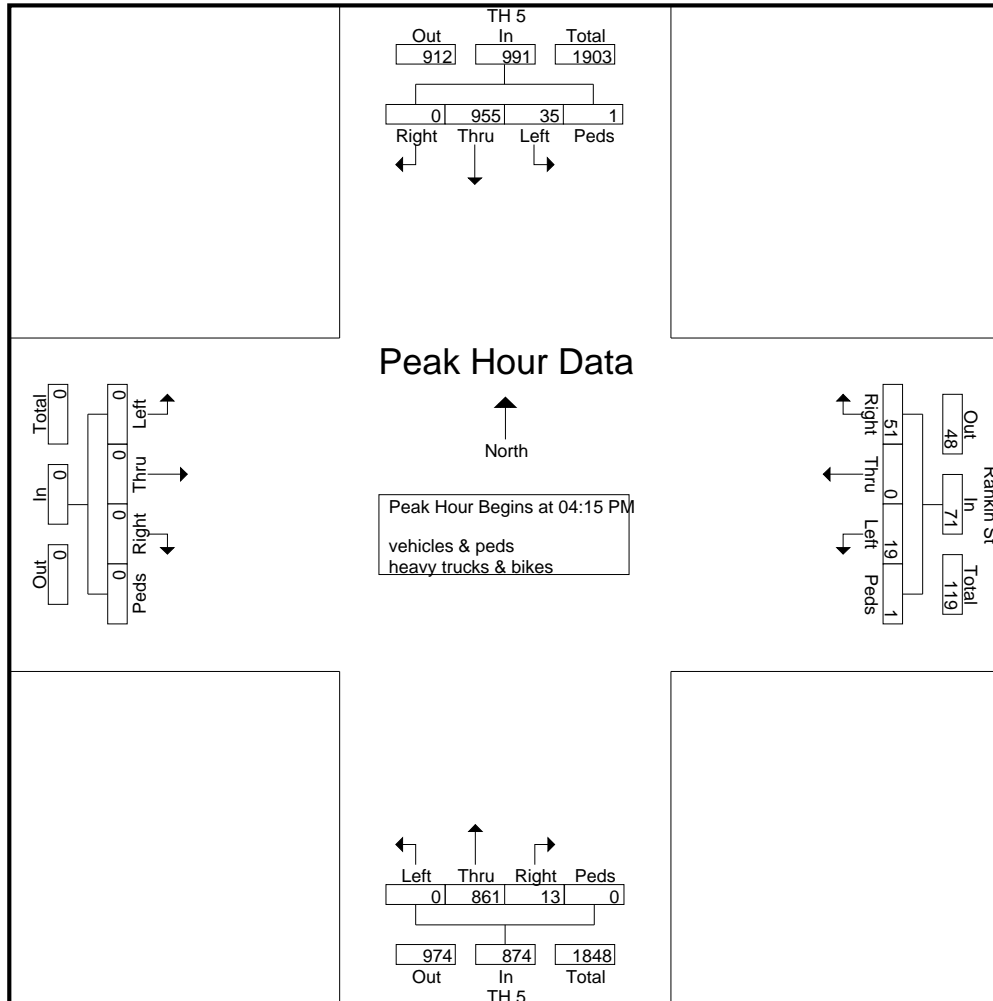 TH 5
Out In Total
912 991 1903
0 955 35 1
Right Thru Left Peds
Peak Hour Data
North
Peak Hour Begins at 04:15 PM
vehicles & peds
heavy trucks & bikes
Total In Out
0 0 0
0 0 0 0
Left Thru Right Peds
Rankin St
Out In Total
48 71 119
51 0 19 1
Right Thru Left Peds
Left Thru Right Peds
0 861 13 0
974 874 1848
Out In Total
TH 5